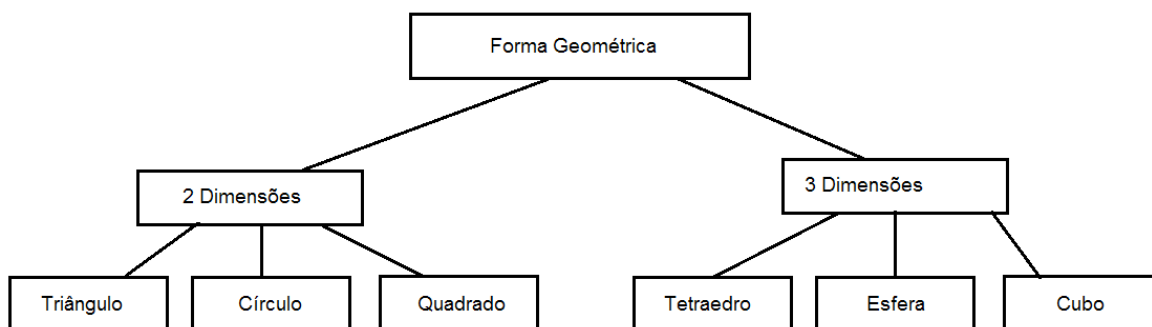 Forma Geométrica
2 Dimensões
3 Dimensões
Triângulo
Círculo
Quadrado
Tetraedro
Esfera
Cubo